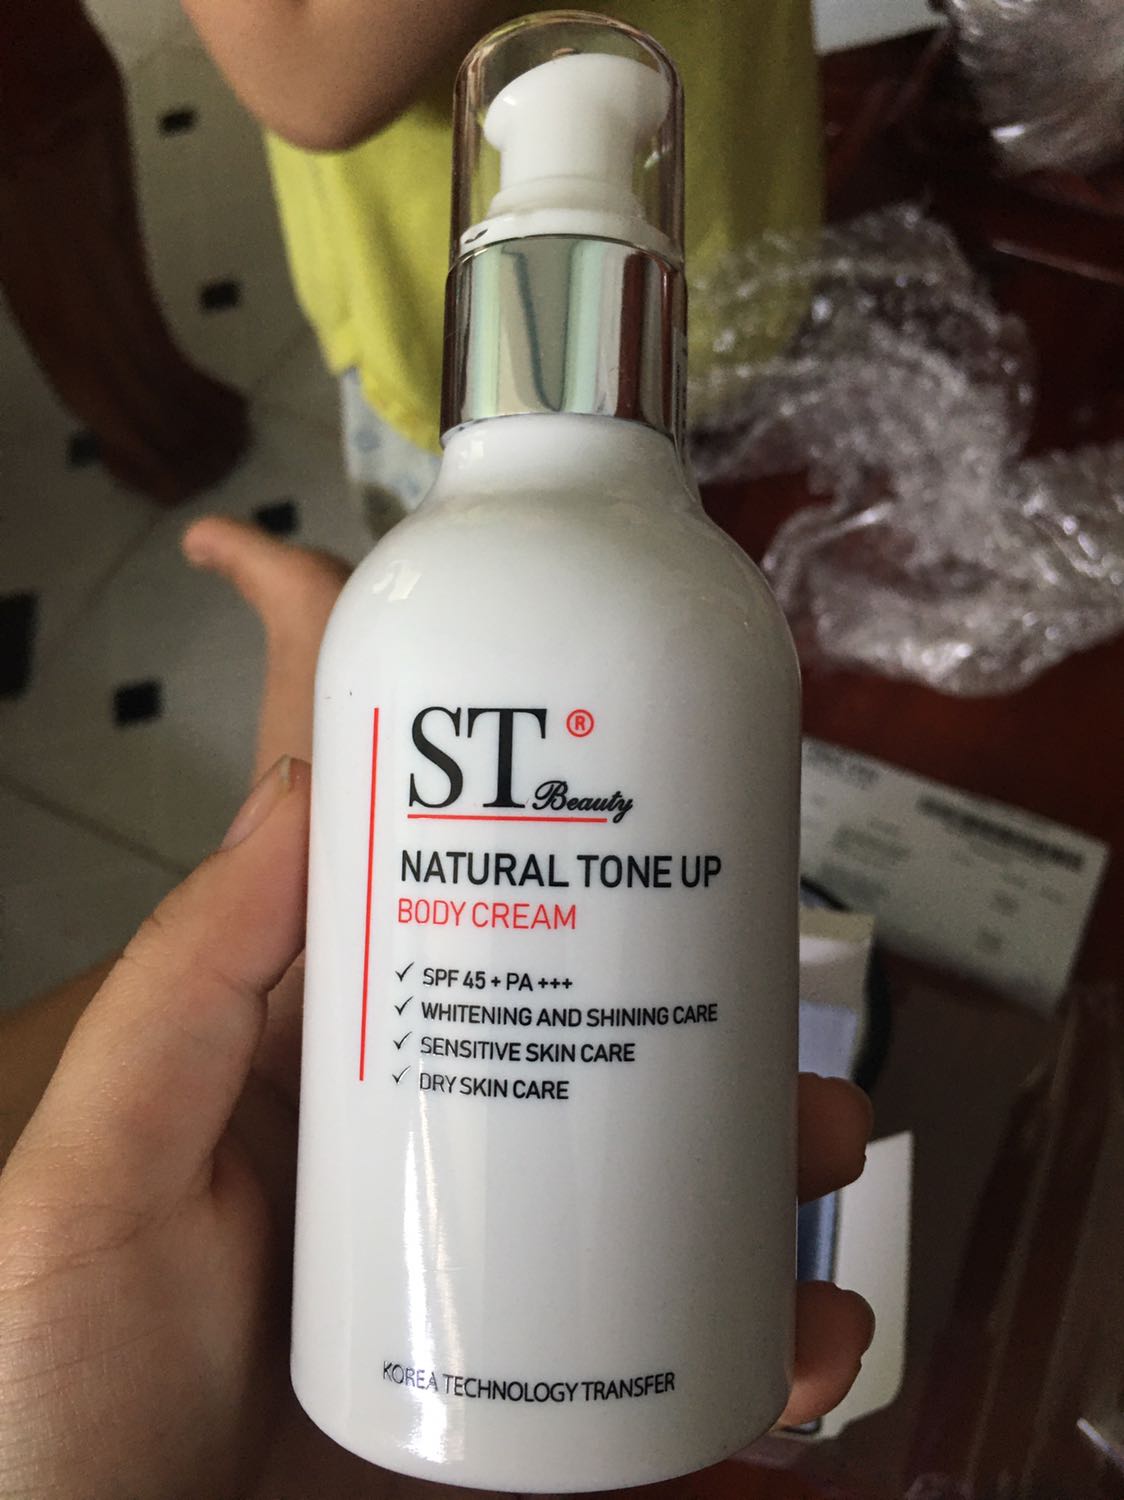 ST ®
Beauty
NATURAL TONE UP
BODY CREAM
✓ SPF 45 + PA +++
✓ WHITENING AND SHINING CARE
✓ SENSITIVE SKIN CARE
✓ DRY SKIN CARE
KOREA TECHNOLOGY TRANSFER